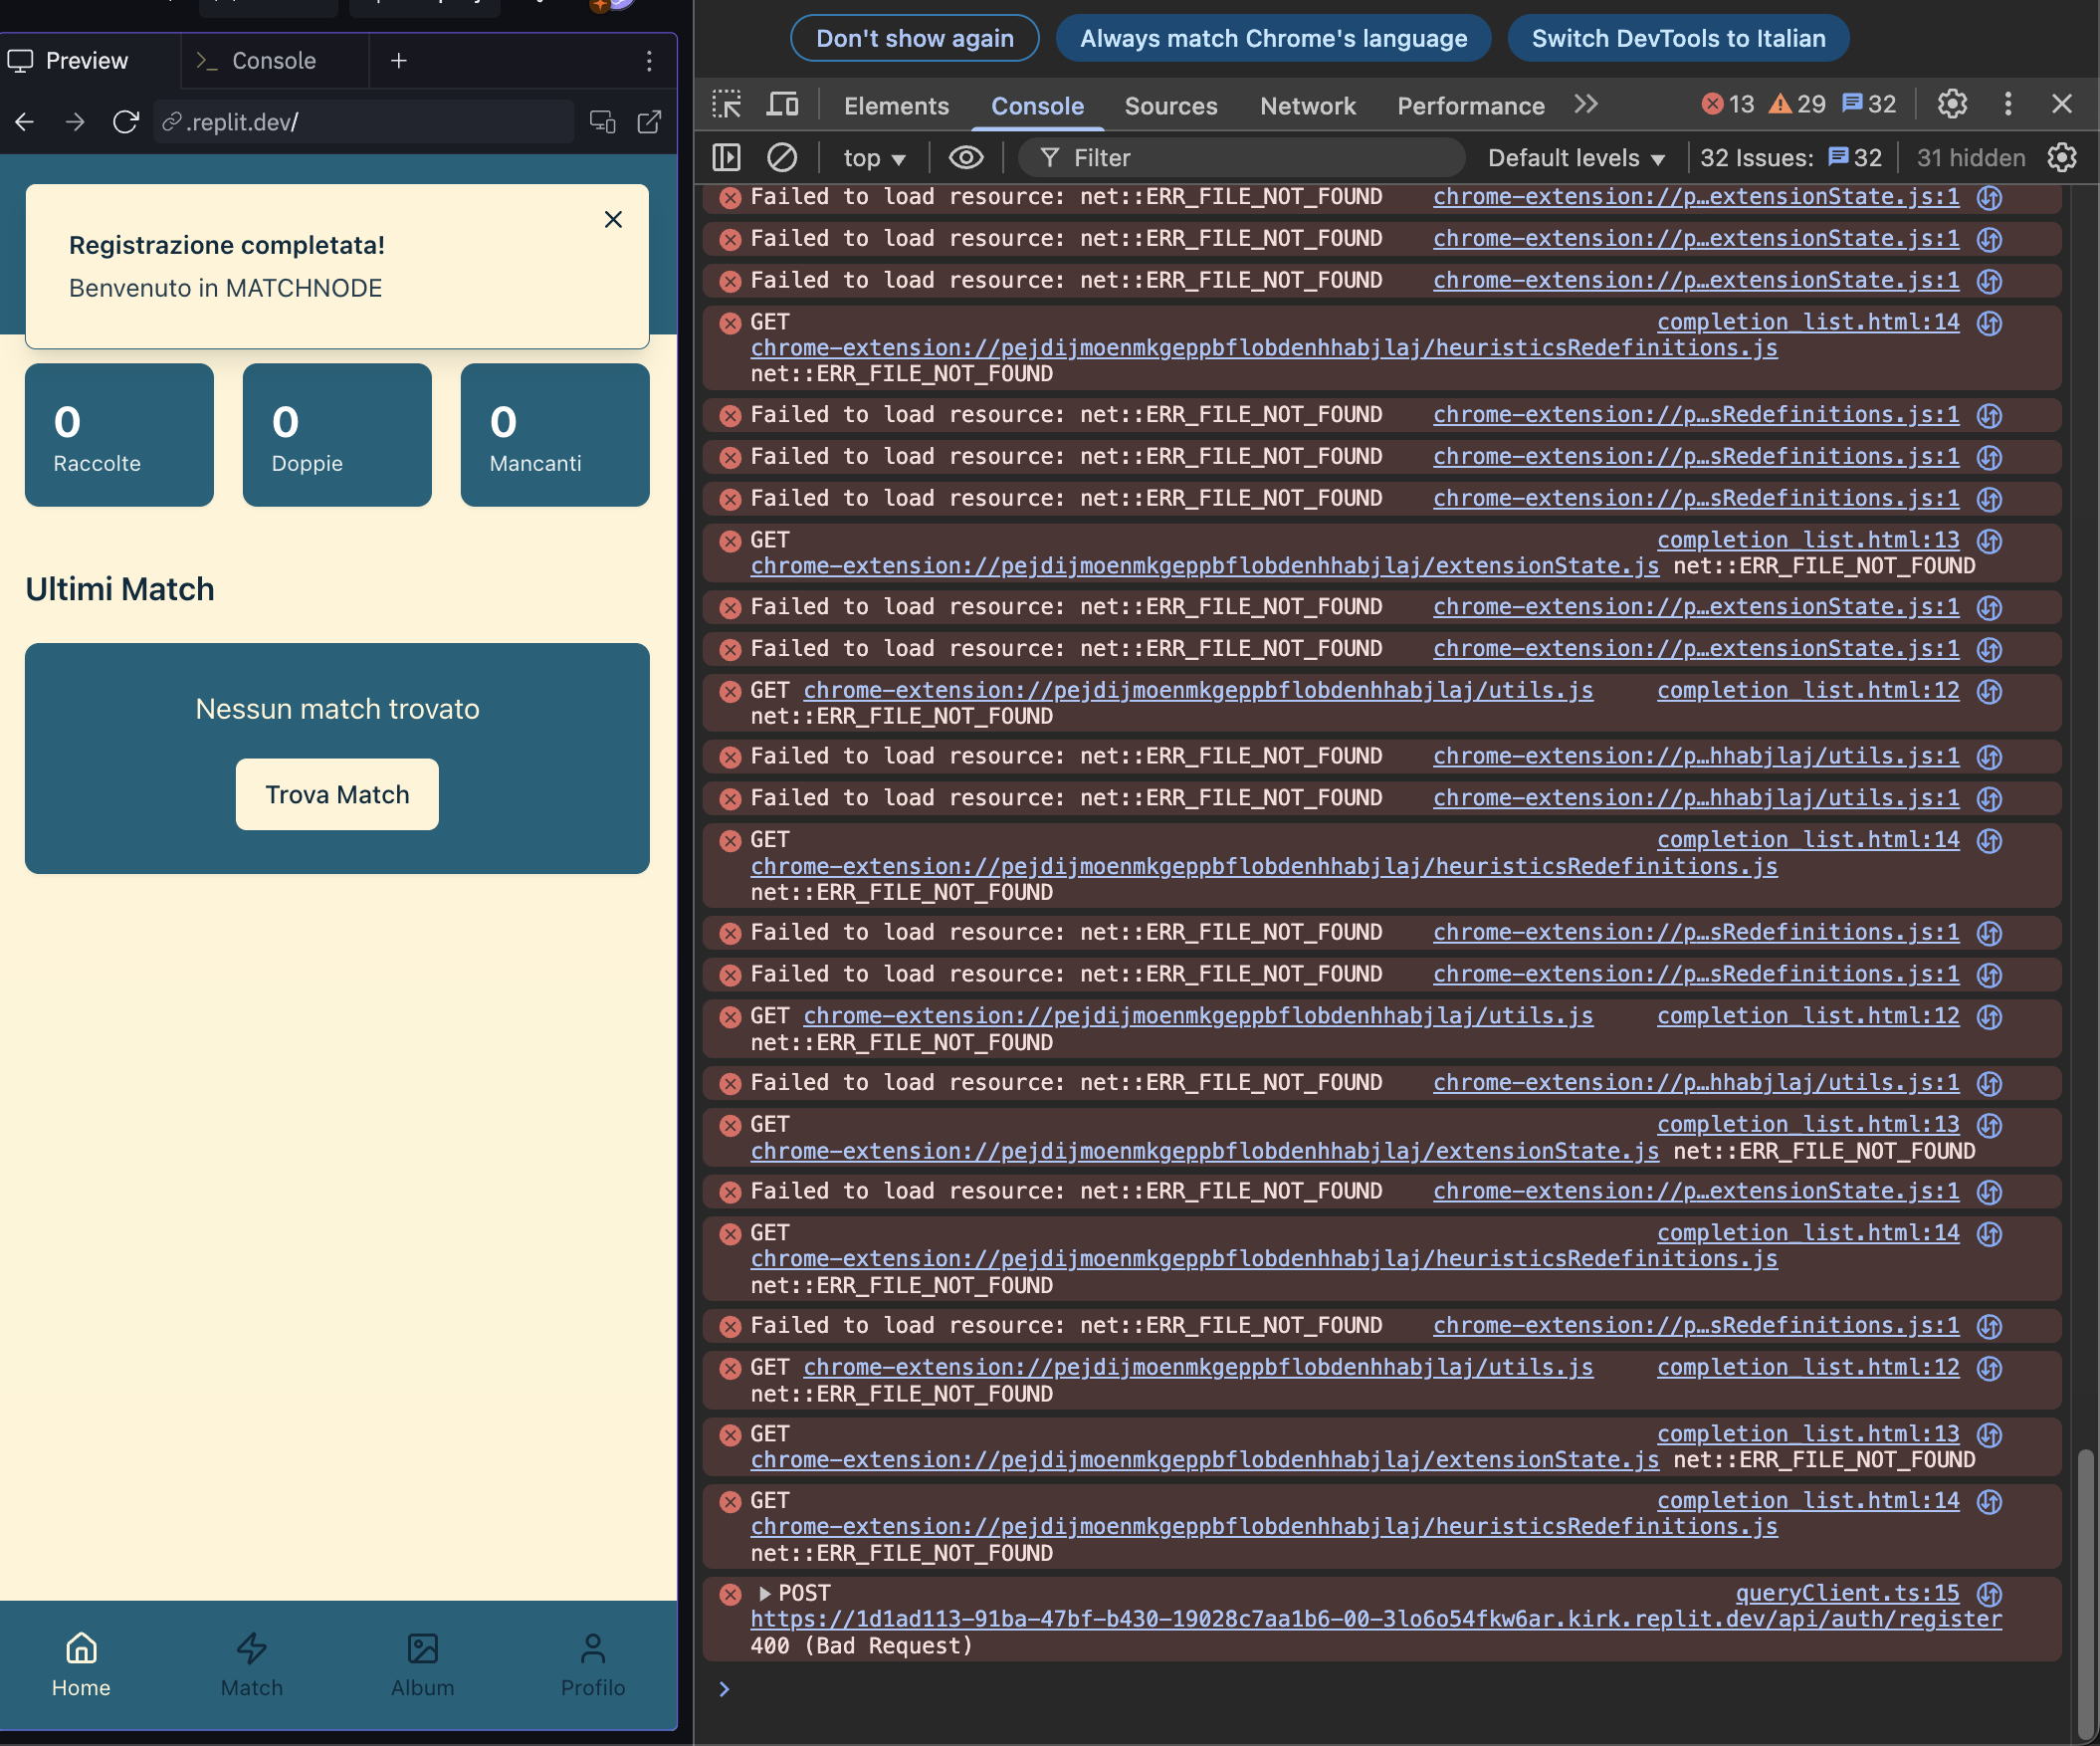 Preview
Console
.replit.dev/
Registrazione completata!
Benvenuto in MATCHNODE
0
Raccolte
0
Doppie
0
Mancanti
Ultimi Match
Nessun match trovato
Trova Match
Home
Match
Album
Profilo
Don't show again
Always match Chrome's language
Switch DevTools to Italian
Elements
Console
Sources
Network
Performance
13
29
32
top
Filter
Default levels
32 Issues:
32
31 hidden
Failed to load resource: net::ERR_FILE_NOT_FOUND chrome-extension://p…extensionState.js:1
Failed to load resource: net::ERR_FILE_NOT_FOUND chrome-extension://p…extensionState.js:1
Failed to load resource: net::ERR_FILE_NOT_FOUND chrome-extension://p…extensionState.js:1
GET completion_list.html:14
chrome-extension://pejdijmoenmkgeppbflobdenhhabjlaj/heuristicsRedefinitions.js
net::ERR_FILE_NOT_FOUND
Failed to load resource: net::ERR_FILE_NOT_FOUND chrome-extension://p…sRedefinitions.js:1
Failed to load resource: net::ERR_FILE_NOT_FOUND chrome-extension://p…sRedefinitions.js:1
Failed to load resource: net::ERR_FILE_NOT_FOUND chrome-extension://p…sRedefinitions.js:1
GET completion_list.html:13
chrome-extension://pejdijmoenmkgeppbflobdenhhabjlaj/extensionState.js net::ERR_FILE_NOT_FOUND
Failed to load resource: net::ERR_FILE_NOT_FOUND chrome-extension://p…extensionState.js:1
Failed to load resource: net::ERR_FILE_NOT_FOUND chrome-extension://p…extensionState.js:1
GET chrome-extension://pejdijmoenmkgeppbflobdenhhabjlaj/utils.js completion_list.html:12
net::ERR_FILE_NOT_FOUND
Failed to load resource: net::ERR_FILE_NOT_FOUND chrome-extension://p…hhabjlaj/utils.js:1
Failed to load resource: net::ERR_FILE_NOT_FOUND chrome-extension://p…hhabjlaj/utils.js:1
GET completion_list.html:14
chrome-extension://pejdijmoenmkgeppbflobdenhhabjlaj/heuristicsRedefinitions.js
net::ERR_FILE_NOT_FOUND
Failed to load resource: net::ERR_FILE_NOT_FOUND chrome-extension://p…sRedefinitions.js:1
Failed to load resource: net::ERR_FILE_NOT_FOUND chrome-extension://p…sRedefinitions.js:1
GET chrome-extension://pejdijmoenmkgeppbflobdenhhabjlaj/utils.js completion_list.html:12
net::ERR_FILE_NOT_FOUND
Failed to load resource: net::ERR_FILE_NOT_FOUND chrome-extension://p…hhabjlaj/utils.js:1
GET completion_list.html:13
chrome-extension://pejdijmoenmkgeppbflobdenhhabjlaj/extensionState.js net::ERR_FILE_NOT_FOUND
Failed to load resource: net::ERR_FILE_NOT_FOUND chrome-extension://p…extensionState.js:1
GET completion_list.html:14
chrome-extension://pejdijmoenmkgeppbflobdenhhabjlaj/heuristicsRedefinitions.js
net::ERR_FILE_NOT_FOUND
Failed to load resource: net::ERR_FILE_NOT_FOUND chrome-extension://p…sRedefinitions.js:1
GET chrome-extension://pejdijmoenmkgeppbflobdenhhabjlaj/utils.js completion_list.html:12
net::ERR_FILE_NOT_FOUND
GET completion_list.html:13
chrome-extension://pejdijmoenmkgeppbflobdenhhabjlaj/extensionState.js net::ERR_FILE_NOT_FOUND
GET completion_list.html:14
chrome-extension://pejdijmoenmkgeppbflobdenhhabjlaj/heuristicsRedefinitions.js
net::ERR_FILE_NOT_FOUND
POST queryClient.ts:15
https://1d1ad113-91ba-47bf-b430-19028c7aa1b6-00-3lo6o54fkw6ar.kirk.replit.dev/api/auth/register
400 (Bad Request)